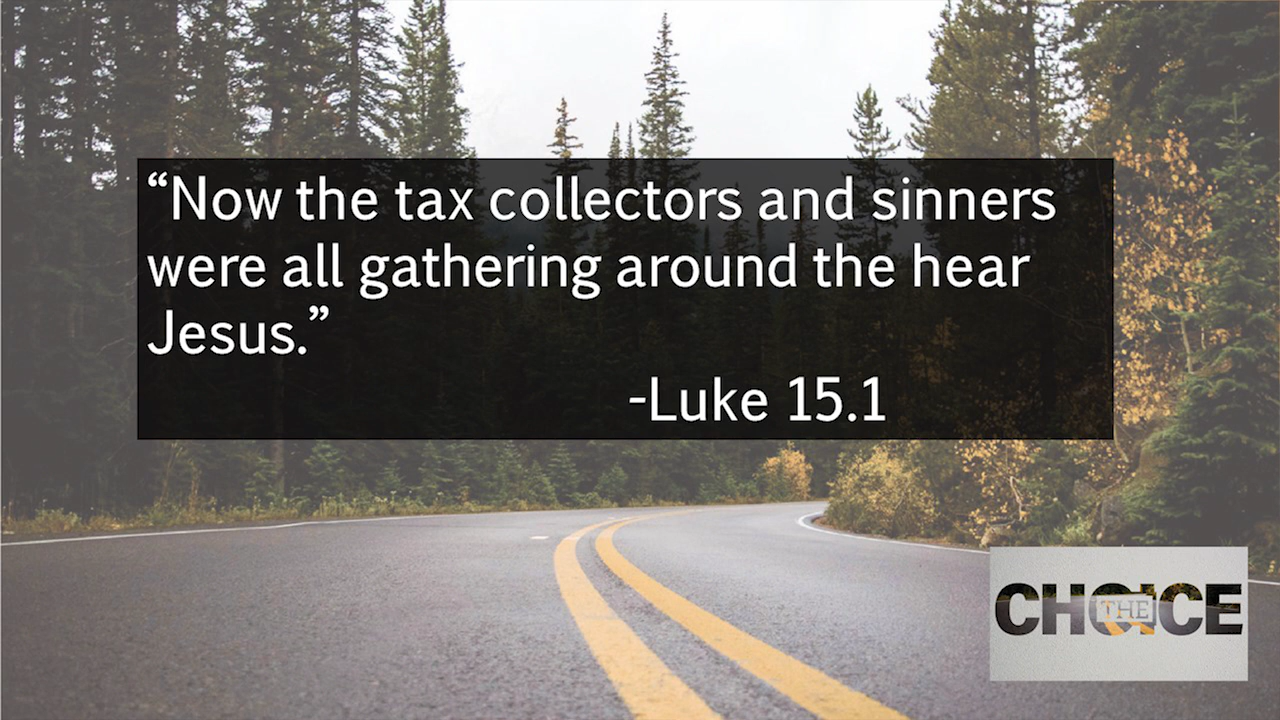 “Now the tax collectors and sinners
were all gathering around the hear
Jesus.”
-Luke 15.1
THE
CHOICE